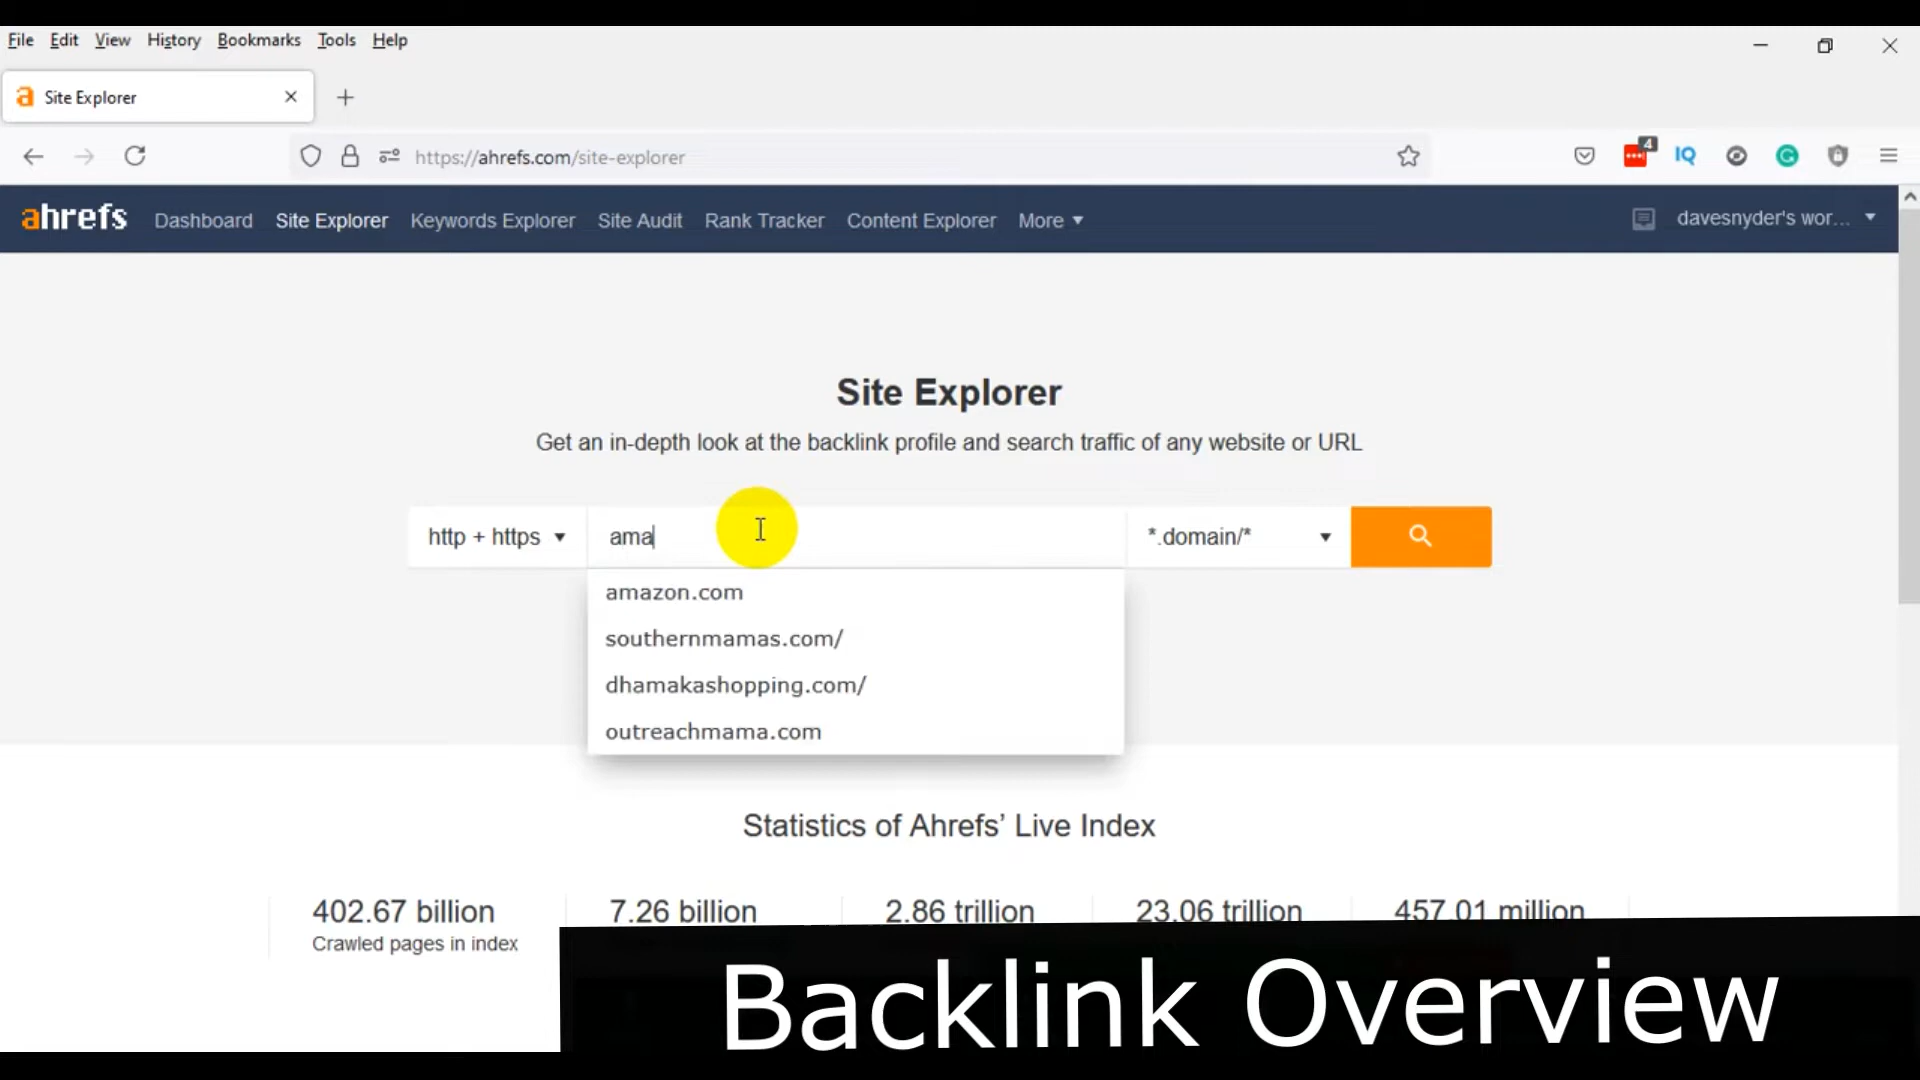 File Edit View History Bookmarks Tools Help
a Site Explorer
https://ahrefs.com/site-explorer
4
IQ
ahrefs Dashboard Site Explorer Keywords Explorer Site Audit Rank Tracker Content Explorer More davesnyder's wor...
Site Explorer
Get an in-depth look at the backlink profile and search traffic of any website or URL
http + https ama *.domain/*
amazon.com
southernmamas.com/
dhamakashopping.com/
outreachmama.com
Statistics of Ahrefs’ Live Index
402.67 billion 7.26 billion 2.86 trillion 23.06 trillion 457.01 million
Crawled pages in index
Backlink Overview